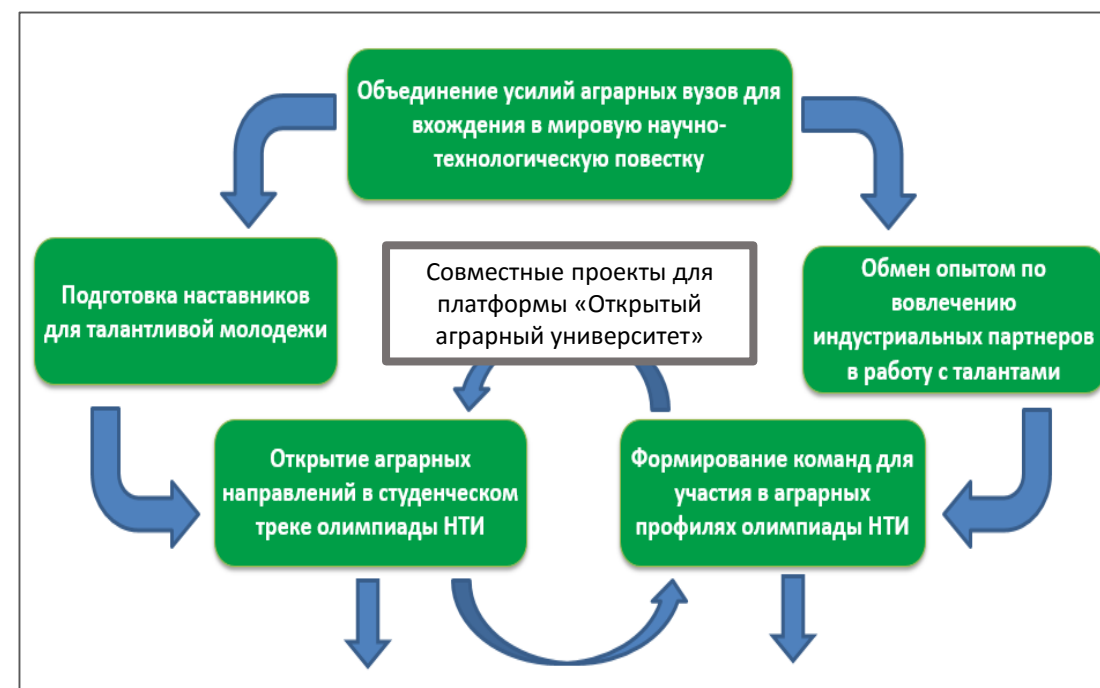 Объединение усилий аграрных вузов для
вхождения в мировую научно-
технологическую повестку
Подготовка наставников
для талантливой молодежи
Совместные проекты для
платформы «Открытый
аграрный университет»
Обмен опытом по
вовлечению
индустриальных партнеров
в работу с талантами
Открытие аграрных
направлений в студенческом
треке олимпиады НТИ
Формирование команд для
участия в аграрных
профилях олимпиады НТИ